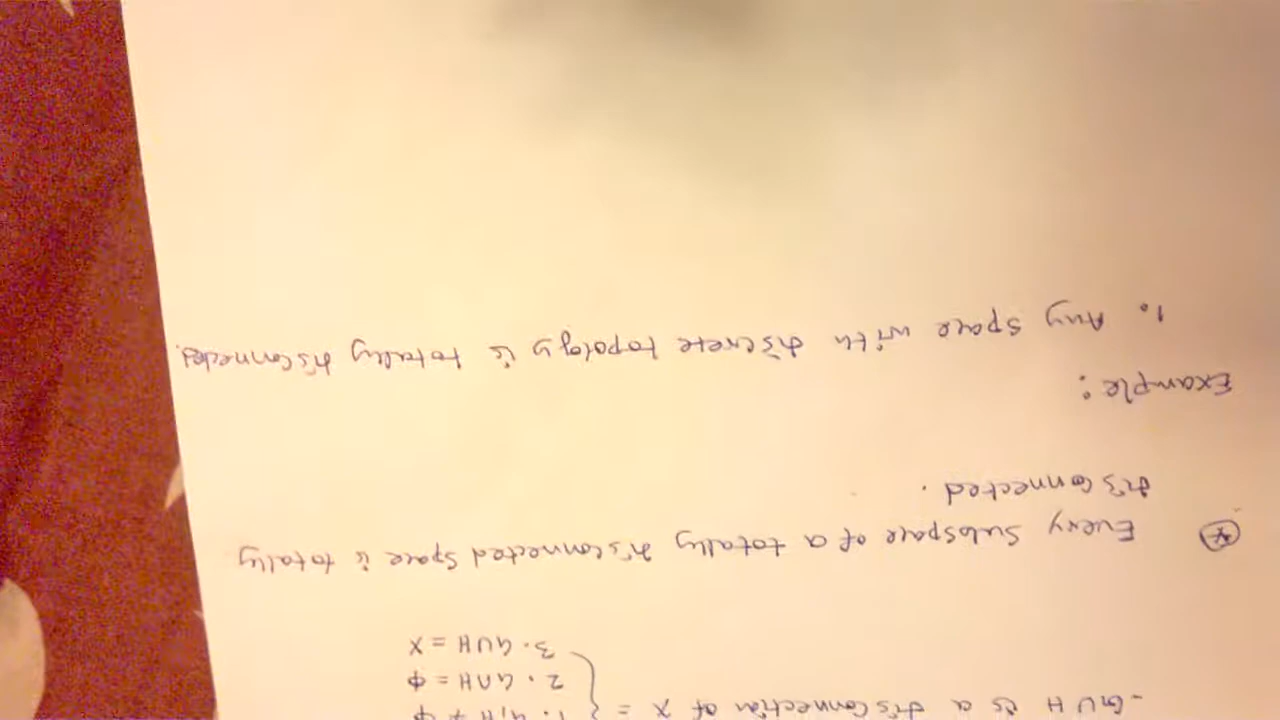 - GUH is a disconnection of X = { 1. G,H ≠ φ
2. G∩H = φ
3. G∪H = X
(*) Every subspace of a totally disconnected space is totally
disconnected.
Example :
1. Any space with discrete topology is totally disconnected.